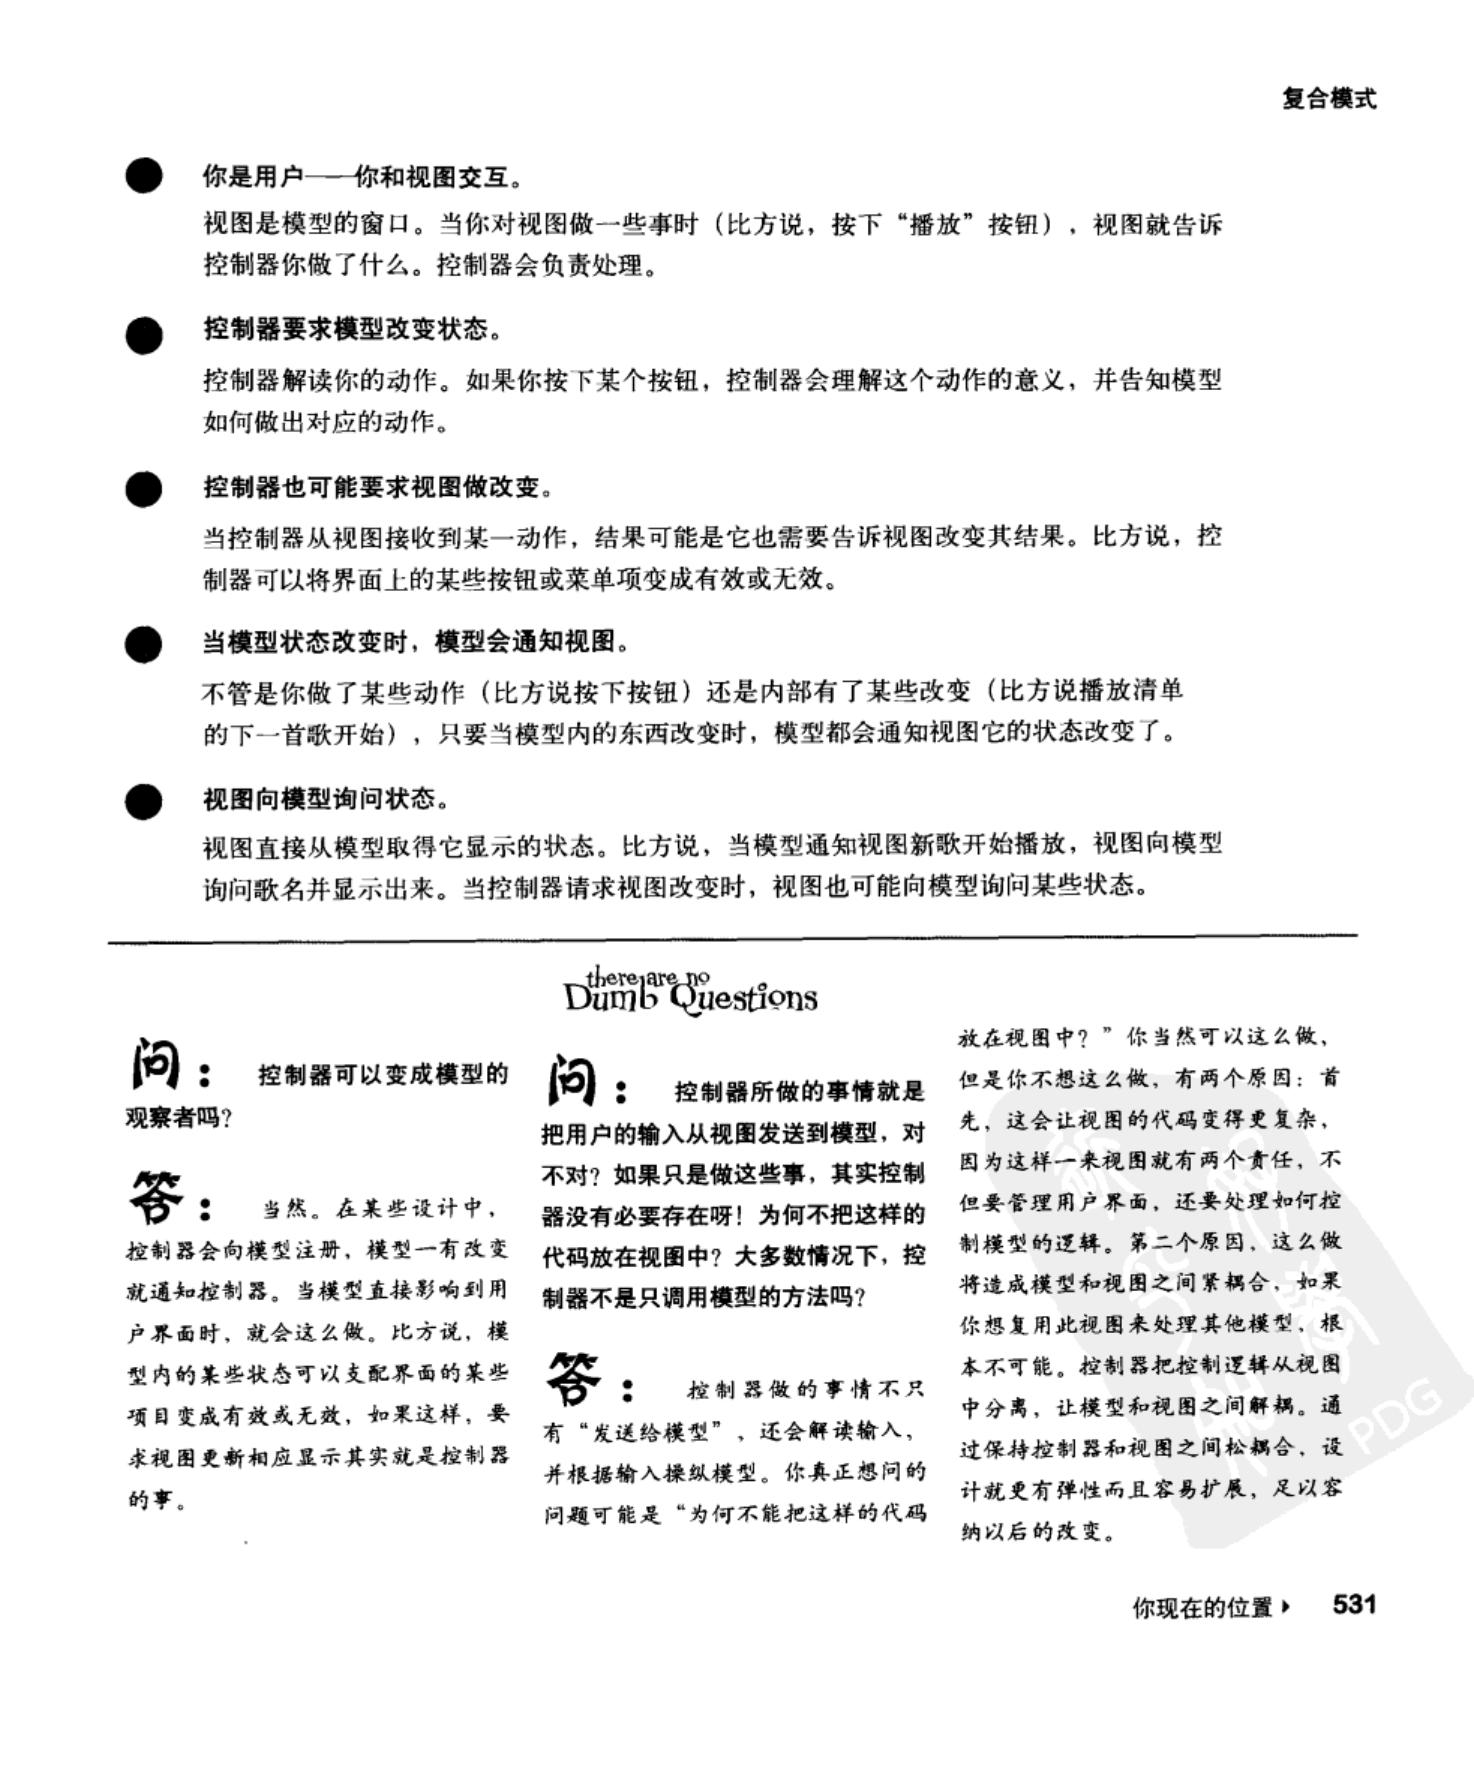 复合模式
你是用户——你和视图交互。
视图是模型的窗口。当你对视图做一些事时（比方说，按下“播放”按钮），视图就告诉
控制器你做了什么。控制器会负责处理。
控制器要求模型改变状态。
控制器解读你的动作。如果你按下某个按钮，控制器会理解这个动作的意义，并告知模型
如何做出对应的动作。
控制器也可能要求视图做改变。
当控制器从视图接收到某一动作，结果可能是它也需要告诉视图改变其结果。比方说，控
制器可以将界面上的某些按钮或菜单项变成有效或无效。
当模型状态改变时，模型会通知视图。
不管是你做了某些动作（比方说按下按钮）还是内部有了某些改变（比方说播放清单
的下一首歌开始），只要当模型内的东西改变时，模型都会通知视图它的状态改变了。
视图向模型询问状态。
视图直接从模型取得它显示的状态。比方说，当模型通知视图新歌开始播放，视图向模型
询问歌名并显示出来。当控制器请求视图改变时，视图也可能向模型询问某些状态。
there are no
Dumb Questions
问： 控制器可以变成模型的
观察者吗？
答： 当然。在某些设计中，
控制器会向模型注册，模型一有改变
就通知控制器。当模型直接影响到用
户界面时，就会这么做。比方说，模
型内的某些状态可以支配界面的某些
项目变成有效或无效，如果这样，要
求视图更新相应显示其实就是控制器
的事。
问： 控制器所做的事情就是
把用户的输入从视图发送到模型，对
不对？如果只是做这些事，其实控制
器没有必要存在呀！为何不把这样的
代码放在视图中？大多数情况下，控
制器不是只调用模型的方法吗？
答： 控制器做的事情不只
有“发送给模型”，还会解读输入，
并根据输入操纵模型。你真正想问的
问题可能是“为何不能把这样的代码
放在视图中？”你当然可以这么做，
但是你不想这么做，有两个原因：首
先，这会让视图的代码变得更复杂，
因为这样一来视图就有两个责任，不
但要管理用户界面，还要处理如何控
制模型的逻辑。第二个原因，这么做
将造成模型和视图之间紧耦合，如果
你想复用此视图来处理其他模型，根
本不可能。控制器把控制逻辑从视图
中分离，让模型和视图之间解耦。通
过保持控制器和视图之间松耦合，设
计就更有弹性而且容易扩展，足以容
纳以后的改变。
PDG
你现在的位置 531